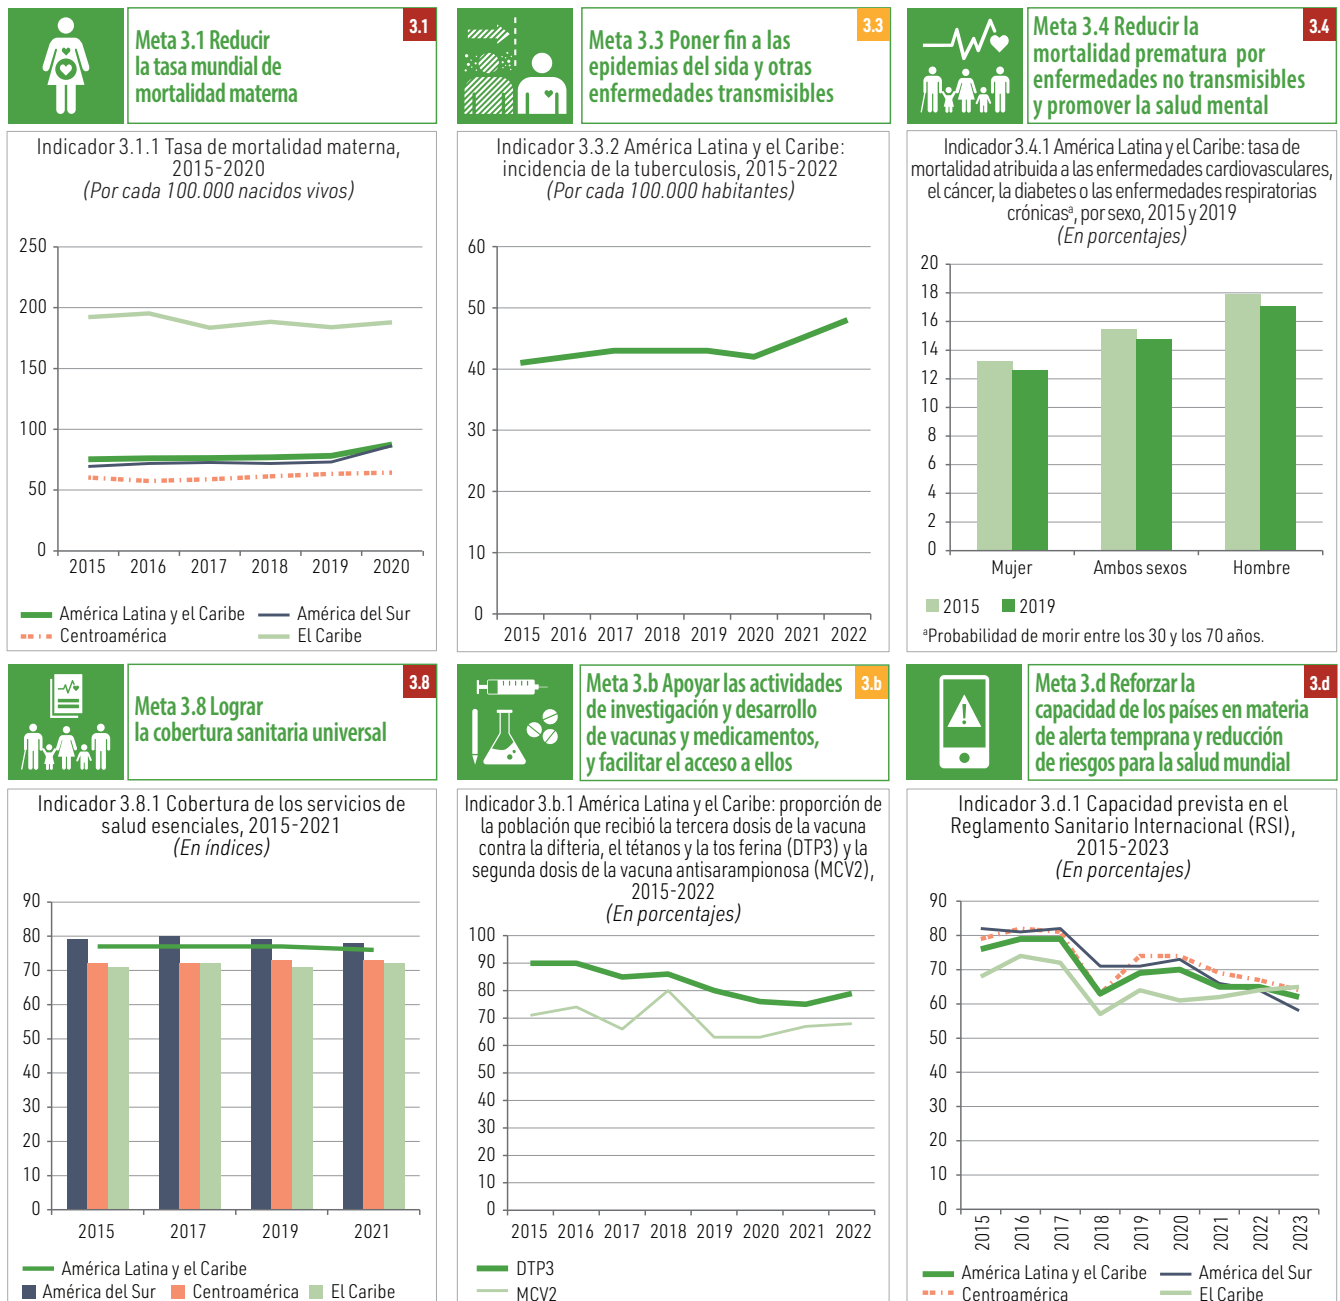 Meta 3.1 Reducir
la tasa mundial de
mortalidad materna
3.1
Indicador 3.1.1 Tasa de mortalidad materna,
2015-2020
(Por cada 100.000 nacidos vivos)
250
200
150
100
50
0
2015 2016 2017 2018 2019 2020
América Latina y el Caribe América del Sur
Centroamérica El Caribe
Meta 3.3 Poner fin a las
epidemias del sida y otras
enfermedades transmisibles
3.3
Indicador 3.3.2 América Latina y el Caribe:
incidencia de la tuberculosis, 2015-2022
(Por cada 100.000 habitantes)
60
50
40
30
20
10
0
2015 2016 2017 2018 2019 2020 2021 2022
Meta 3.4 Reducir la
mortalidad prematura por
enfermedades no transmisibles
y promover la salud mental
3.4
Indicador 3.4.1 América Latina y el Caribe: tasa de
mortalidad atribuida a las enfermedades cardiovasculares,
el cáncer, la diabetes o las enfermedades respiratorias
crónicasª, por sexo, 2015 y 2019
(En porcentajes)
20
18
16
14
12
10
8
6
4
2
0
Mujer Ambos sexos Hombre
2015 2019
ªProbabilidad de morir entre los 30 y los 70 años.
Meta 3.8 Lograr
la cobertura sanitaria universal
3.8
Indicador 3.8.1 Cobertura de los servicios de
salud esenciales, 2015-2021
(En índices)
90
80
70
60
50
40
30
20
10
0
2015 2017 2019 2021
América Latina y el Caribe
América del Sur Centroamérica El Caribe
Meta 3.b Apoyar las actividades
de investigación y desarrollo
de vacunas y medicamentos,
y facilitar el acceso a ellos
3.b
Indicador 3.b.1 América Latina y el Caribe: proporción de
la población que recibió la tercera dosis de la vacuna
contra la difteria, el tétanos y la tos ferina (DTP3) y la
segunda dosis de la vacuna antisarampionosa (MCV2),
2015-2022
(En porcentajes)
100
90
80
70
60
50
40
30
20
10
0
2015 2016 2017 2018 2019 2020 2021 2022
DTP3
MCV2
Meta 3.d Reforzar la
capacidad de los países en materia
de alerta temprana y reducción
de riesgos para la salud mundial
3.d
Indicador 3.d.1 Capacidad prevista en el
Reglamento Sanitario Internacional (RSI),
2015-2023
(En porcentajes)
90
80
70
60
50
40
30
20
10
0
2015 2016 2017 2018 2019 2020 2021 2022 2023
América Latina y el Caribe América del Sur
Centroamérica El Caribe